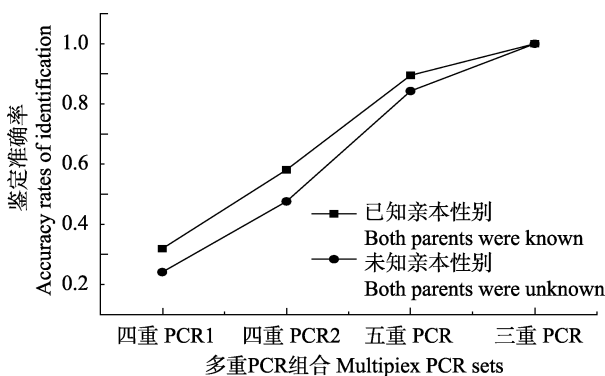 鉴定准确率
Accuracy rates of identification
1.0
0.8
0.6
0.4
0.2
已知亲本性别
Both parents were known
未知亲本性别
Both parents were unknown
四重 PCR1
四重 PCR2
五重 PCR
三重 PCR
多重PCR组合 Multipiex PCR sets